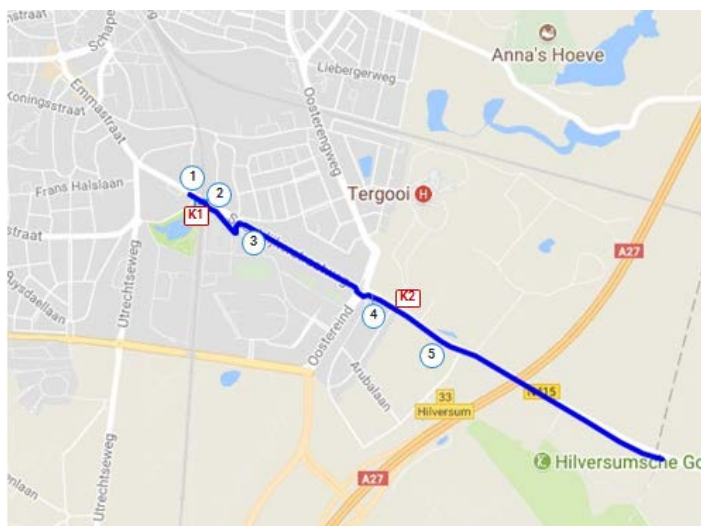 Anna's Hoeve
Schape
Liebergerweg
Koningsstraat
Emmastraat
Oosterengweg
1
Frans Halslaan
2
Tergooi H
K1
3
straat
A27
K2
Utrechtseweg
4
5
Oostereind
Arubalaan
33
Hilversum
N415
Utrechtseweg
Hilversumsche Go
A27
enlaan